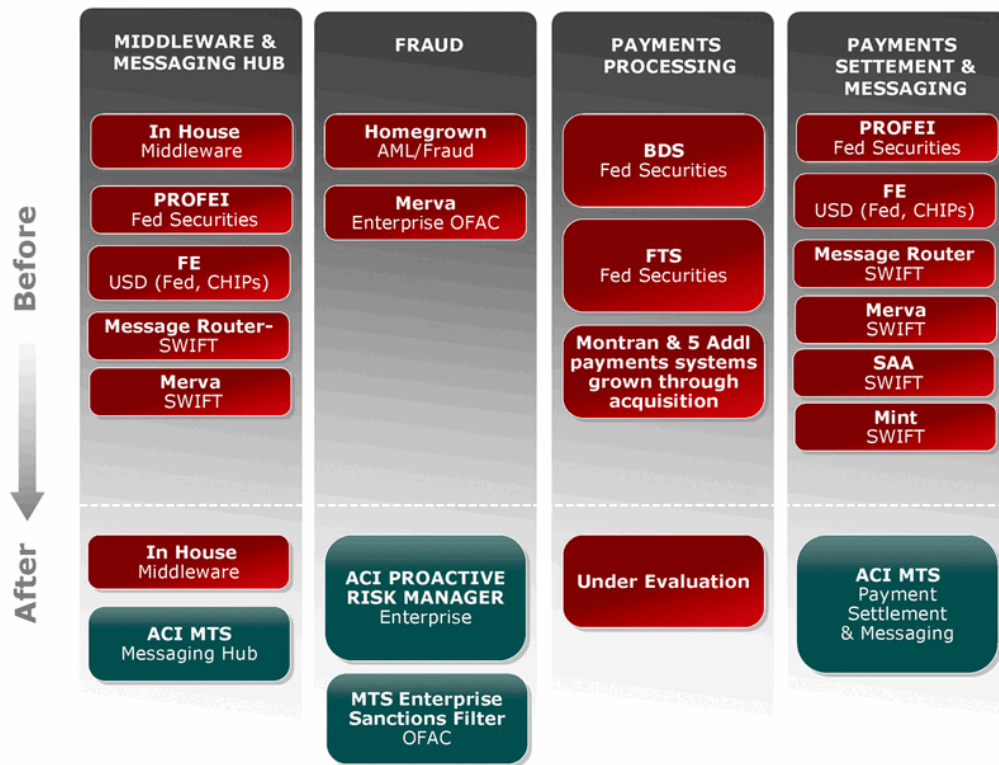 MIDDLEWARE &
MESSAGING HUB
In House
Middleware
PROFEI
Fed Securities
FE
USD (Fed, CHIPs)
Message Router-
SWIFT
Merva
SWIFT
In House
Middleware
ACI MTS
Messaging Hub
FRAUD
Homegrown
AML/Fraud
Merva
Enterprise OFAC
ACI PROACTIVE
RISK MANAGER
Enterprise
MTS Enterprise
Sanctions Filter
OFAC
PAYMENTS
PROCESSING
BDS
Fed Securities
FTS
Fed Securities
Montran & 5 Addl
payments systems
grown through
acquisition
Under Evaluation
PAYMENTS
SETTEMENT &
MESSAGING
PROFEI
Fed Securities
FE
USD (Fed, CHIPs)
Message Router
SWIFT
Merva
SWIFT
SAA
SWIFT
Mint
SWIFT
ACI MTS
Payment
Settlement
& Messaging
Before
After